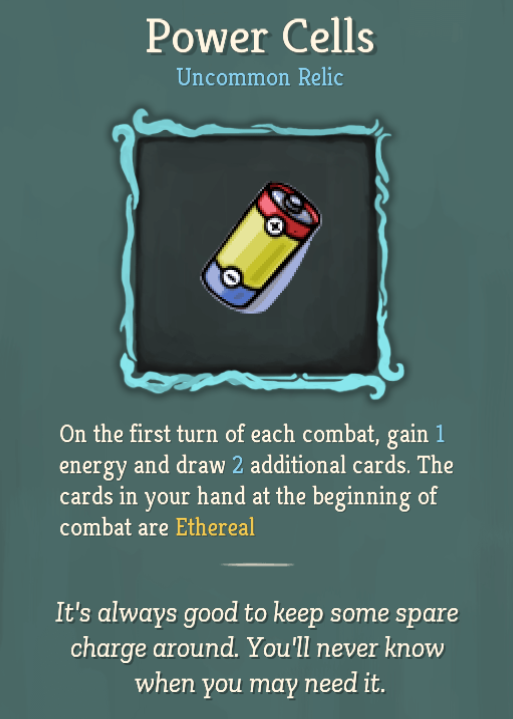 Power Cells
Uncommon Relic
On the first turn of each combat, gain 1
energy and draw 2 additional cards. The
cards in your hand at the beginning of
combat are Ethereal
It's always good to keep some spare
charge around. You'll never know
when you may need it.